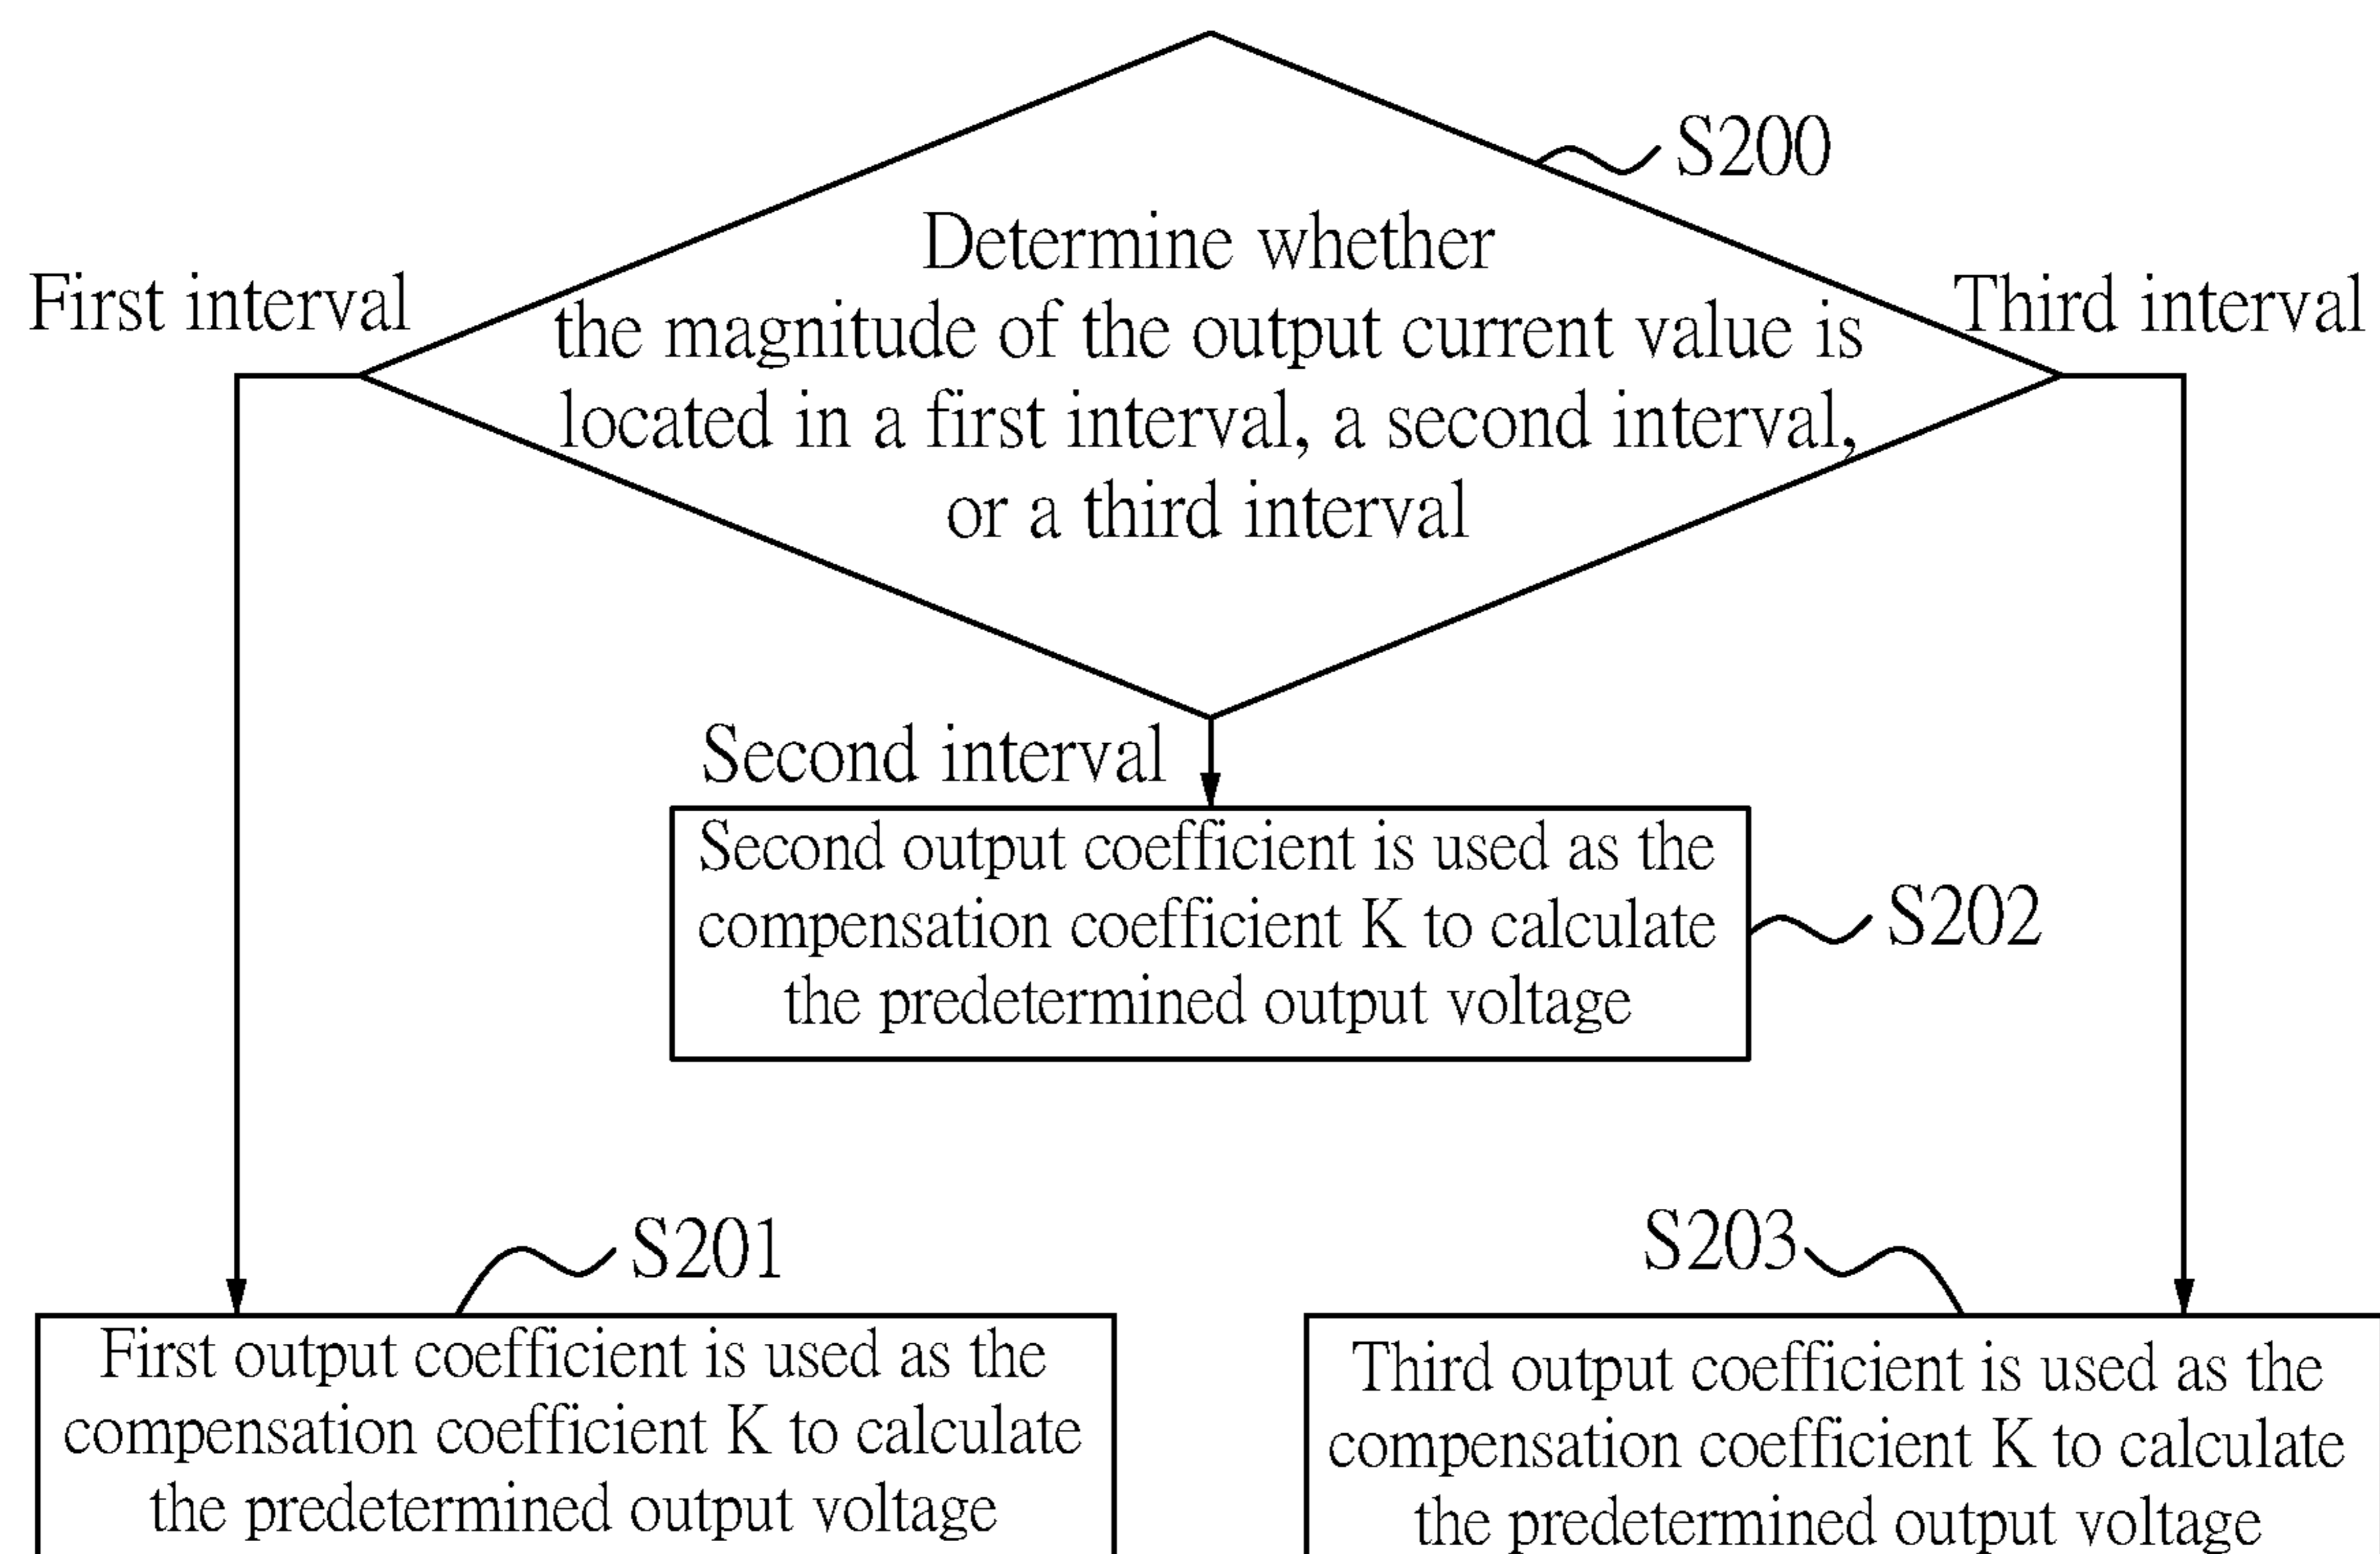 S200
Determine whether
the magnitude of the output current value is
located in a first interval, a second interval,
or a third interval
First interval
Third interval
Second interval
Second output coefficient is used as the
compensation coefficient K to calculate
the predetermined output voltage
S202
S201
First output coefficient is used as the
compensation coefficient K to calculate
the predetermined output voltage
S203
Third output coefficient is used as the
compensation coefficient K to calculate
the predetermined output voltage